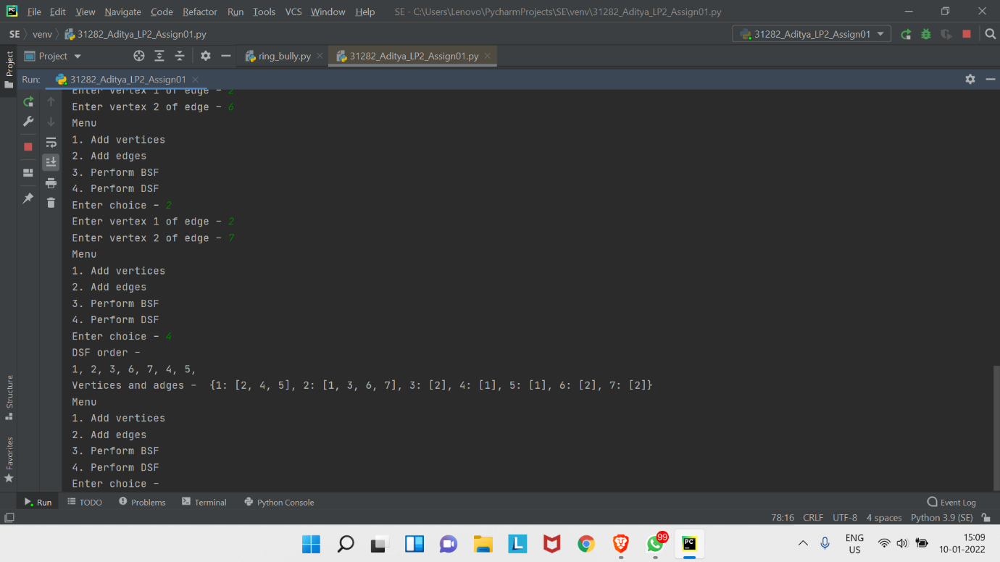 File Edit View Navigate Code Refactor Run Tools VCS Window Help SE - C:\Users\Lenovo\PycharmProjects\SE\venv\31282_Aditya_LP2_Assign01.py
SE venv 31282_Aditya_LP2_Assign01.py 31282_Aditya_LP2_Assign01
Project Project ring_bully.py 31282_Aditya_LP2_Assign01.py
Run: 31282_Aditya_LP2_Assign01
Enter vertex 1 of edge - 2
Enter vertex 2 of edge - 6
Menu
1. Add vertices
2. Add edges
3. Perform BSF
4. Perform DSF
Enter choice - 2
Enter vertex 1 of edge - 2
Enter vertex 2 of edge - 7
Menu
1. Add vertices
2. Add edges
3. Perform BSF
4. Perform DSF
Enter choice - 4
DSF order -
1, 2, 3, 6, 7, 4, 5,
Vertices and adges -  {1: [2, 4, 5], 2: [1, 3, 6, 7], 3: [2], 4: [1], 5: [1], 6: [2], 7: [2]}
Menu
1. Add vertices
2. Add edges
3. Perform BSF
4. Perform DSF
Enter choice -
Structure
Favorites
Run TODO Problems Terminal Python Console Event Log
78:16 CRLF UTF-8 4 spaces Python 3.9 (SE)
PC L 99 PC ENG 15:09
US 10-01-2022